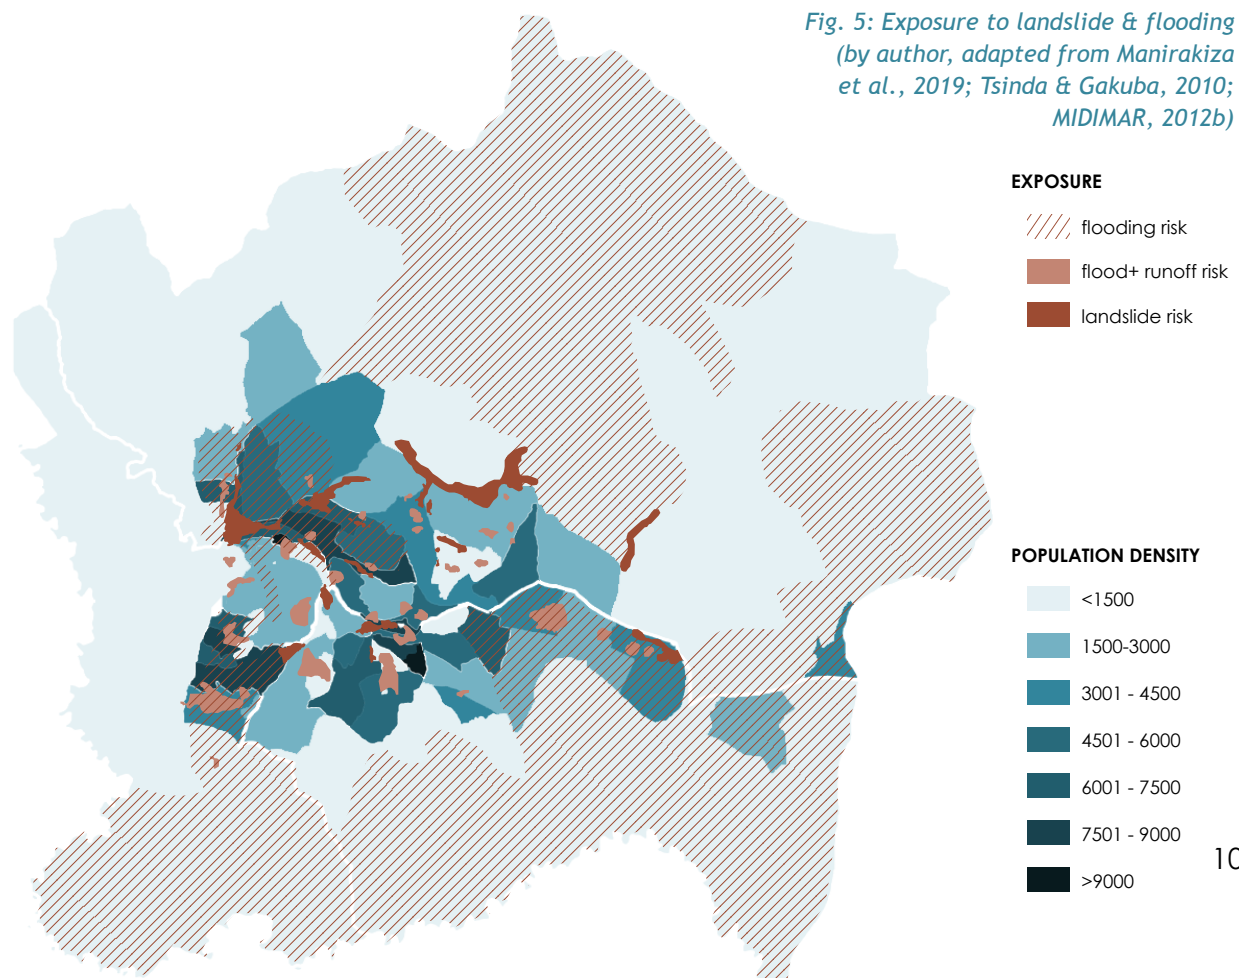 Fig. 5: Exposure to landslide & flooding
(by author, adapted from Manirakiza
et al., 2019; Tsinda & Gakuba, 2010;
MIDIMAR, 2012b)
EXPOSURE
flooding risk
flood+ runoff risk
landslide risk
POPULATION DENSITY
<1500
1500-3000
3001 - 4500
4501 - 6000
6001 - 7500
7501 - 9000
>9000
10